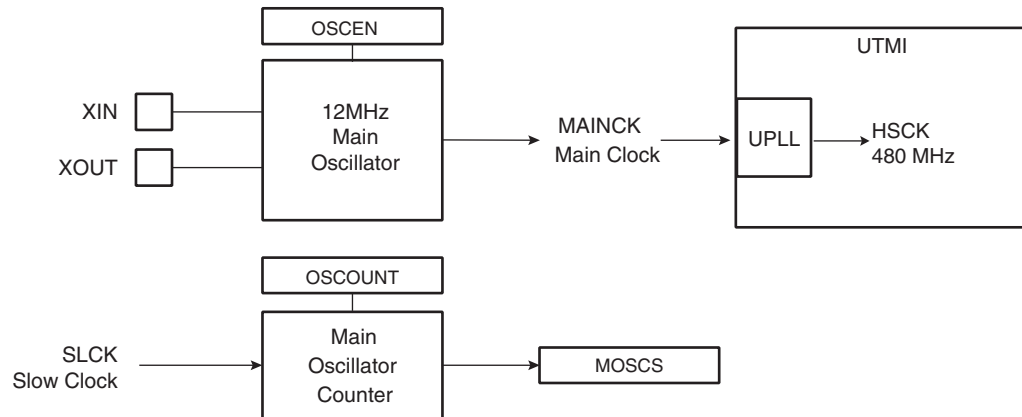 OSCEN
UTMI
XIN
XOUT
12MHz
Main
Oscillator
MAINCK
Main Clock
UPLL
HSCK
480 MHz
OSCOUNT
SLCK
Slow Clock
Main
Oscillator
Counter
MOSCS